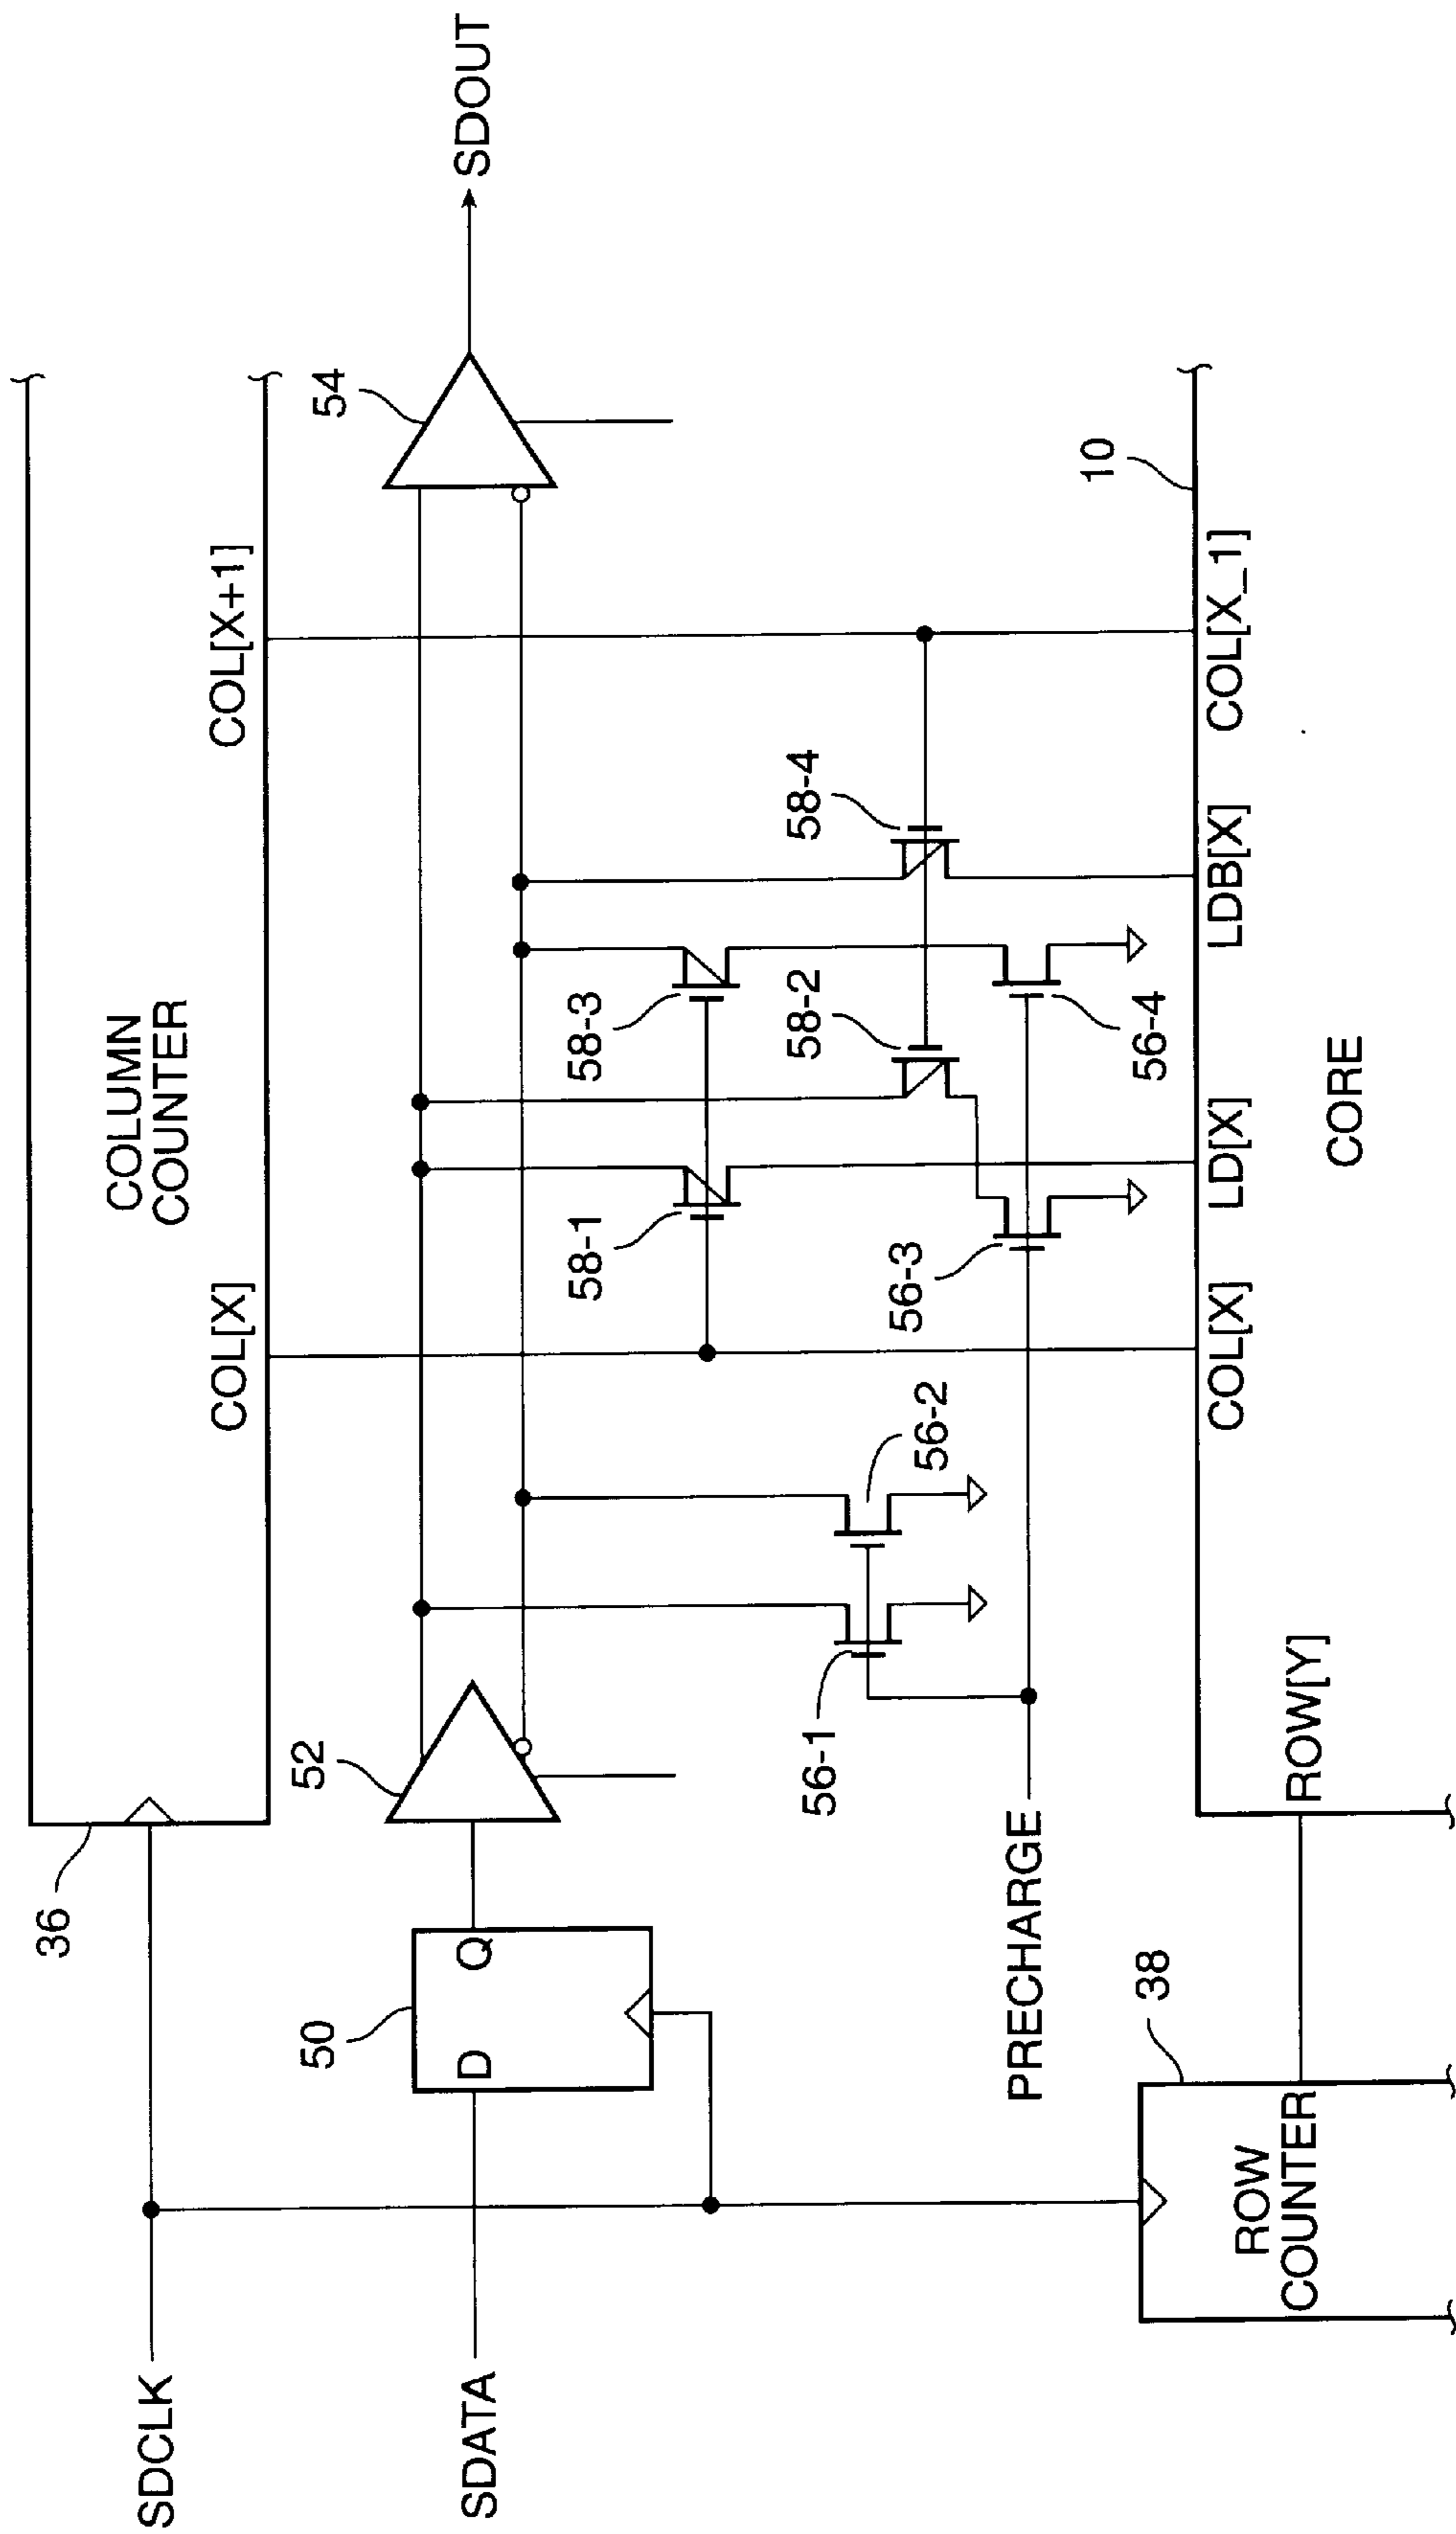 36
COLUMN
COUNTER
COL[X]
COL[X+1]
SDCLK
SDATA
50
D
Q
52
54
SDOUT
58-1
58-3
58-2
58-4
56-1
56-2
56-3
56-4
PRECHARGE
38
ROW
COUNTER
ROW[Y]
COL[X]
LD[X]
LDB[X]
COL[X_1]
10
CORE